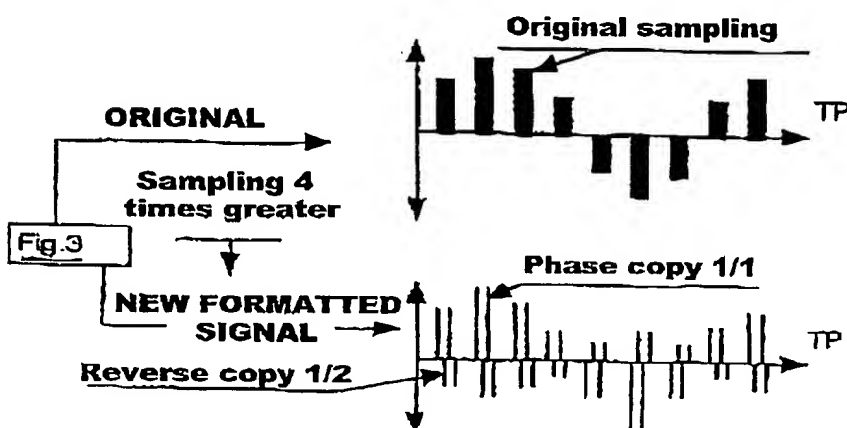 Original sampling
TP
ORIGINAL
Sampling 4
times greater
Fig.3
Phase copy 1/1
NEW FORMATTED
SIGNAL
TP
Reverse copy 1/2